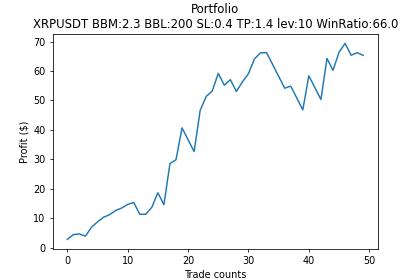 Portfolio
XRPUSDT BBM:2.3 BBL:200 SL:0.4 TP:1.4 lev:10 WinRatio:66.0
70
60
50
40
30
20
10
0
Profit ($)
0 10 20 30 40 50
Trade counts